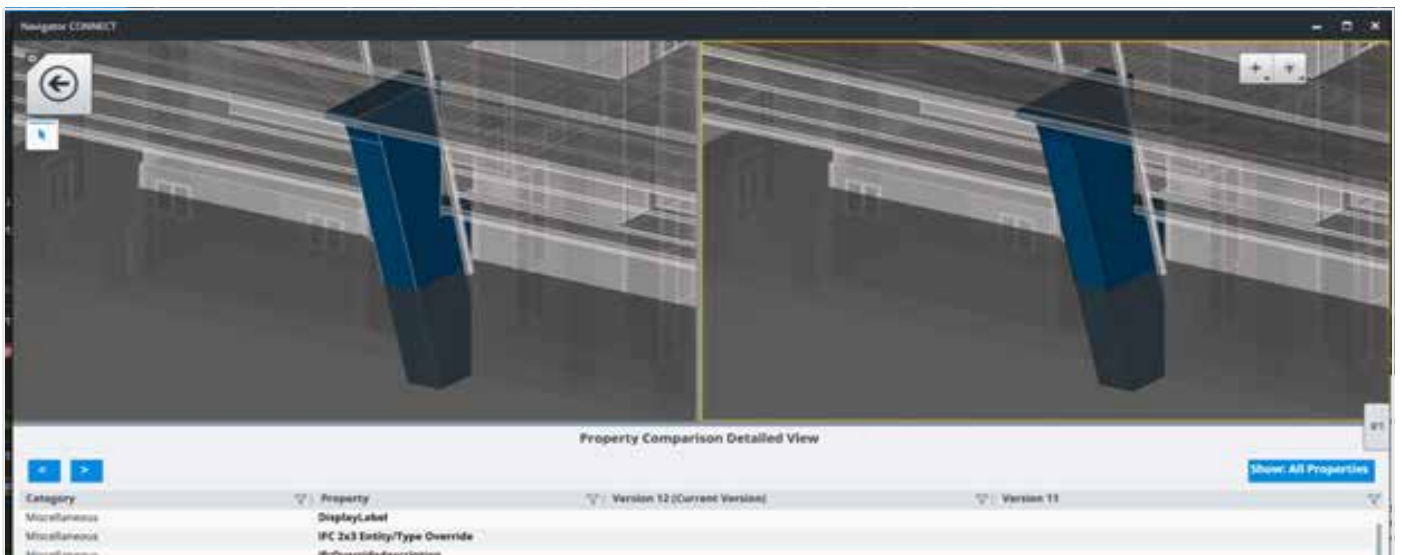 Navigator CONNECT
Property Comparison Detailed View
< >
Show: All Properties
Category Property Version 12 (Current Version) Version 11
Miscellaneous DisplayLabel
Miscellaneous IFC 2x3 Entity/Type Override
Miscellaneous